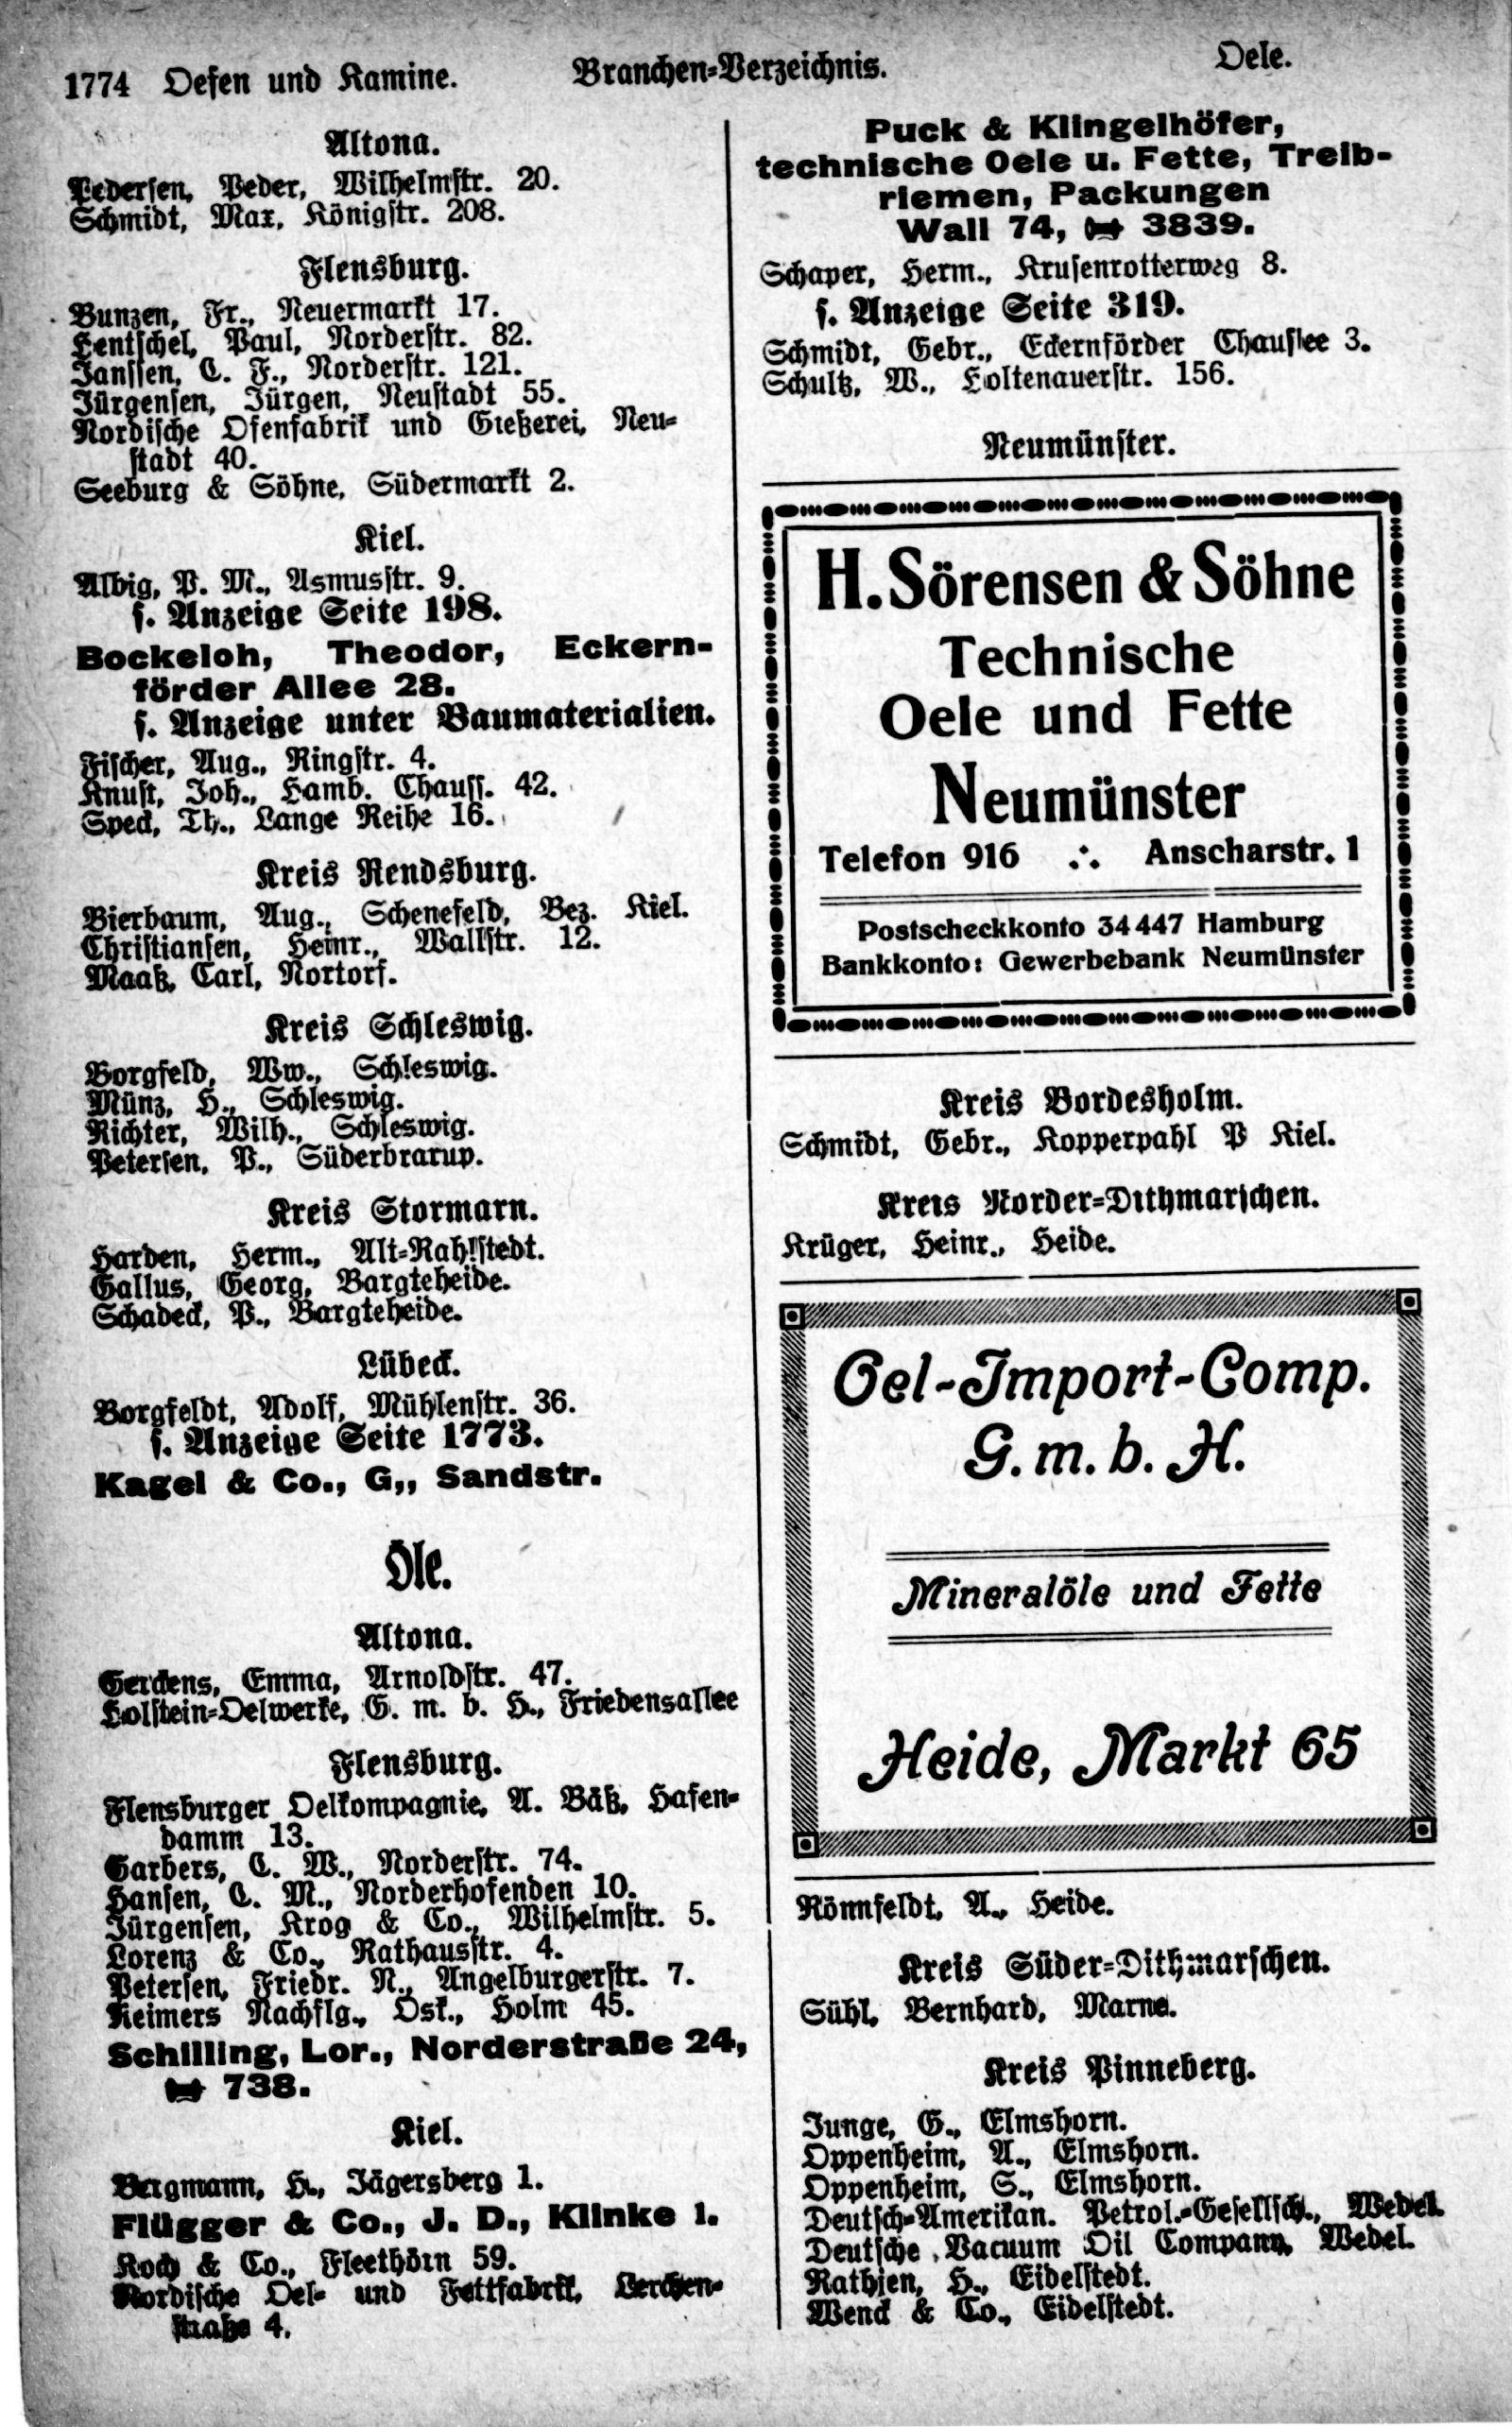 1774 Oefen und Kamine. Branchen-Verzeichnis. Oele.
Altona.
Pedersen, Peder, Wilhelmstr. 20.
Schmidt, Max, Königstr. 208.
Flensburg.
Bunzen, Fr., Neuermarkt 17.
Hentschel, Paul, Norderstr. 82.
Janssen, C. F., Norderstr. 121.
Jürgensen, Jürgen, Neustadt 55.
Nordische Ofenfabrik und Gießerei, Neu-
stadt 40.
Seeburg & Söhne, Südermarkt 2.
Kiel.
Albig, P. M., Asmusstr. 9.
s. Anzeige Seite 198.
Bockeloh, Theodor, Eckern-
förder Allee 28.
s. Anzeige unter Baumaterialien.
Fischer, Aug., Ringstr. 4.
Knust, Joh., Hamb. Chauss. 42.
Speck, Th., Lange Reihe 16.
Kreis Rendsburg.
Bierbaum, Aug., Schenefeld, Bez. Kiel.
Christiansen, Heinr., Wallstr. 12.
Maaß, Carl, Nortorf.
Kreis Schleswig.
Borgfeld, Ww., Schleswig.
Münz, H., Schleswig.
Richter, Wilh., Schleswig.
Petersen, P., Süderbrarup.
Kreis Stormarn.
Harden, Herm., Alt-Rahlstedt.
Gallus, Georg, Bargteheide.
Schadeck, P., Bargteheide.
Lübeck.
Borgfeldt, Adolf, Mühlenstr. 36.
s. Anzeige Seite 1773.
Kagel & Co., G,, Sandstr.
Öle.
Altona.
Gerckens, Emma, Arnoldstr. 47.
Holstein-Oelwerke, G. m. b. H., Friedensallee
Flensburg.
Flensburger Oelkompagnie, A. Bäß, Hafen-
damm 13.
Garbers, C. W., Norderstr. 74.
Hansen, C. M., Norderhofenden 10.
Jürgensen, Krog & Co., Wilhelmstr. 5.
Lorenz & Co., Rathausstr. 4.
Petersen, Friedr. N., Angelburgerstr. 7.
Reimers Nachflg., Osk., Holm 45.
Schilling, Lor., Norderstraße 24,
738.
Kiel.
Bergmann, H., Jägersberg 1.
Flügger & Co., J. D., Klinke 1.
Koch & Co., Fleethörn 59.
Nordische Oel- und Fettfabrik, Lerchen-
straße 4.
Puck & Klingelhöfer,
technische Oele u. Fette, Treib-
riemen, Packungen
Wall 74, 3839.
Schaper, Herm., Krusenrotterweg 8.
s. Anzeige Seite 319.
Schmidt, Gebr., Eckernförder Chaussee 3.
Schultz, W., Holtenauerstr. 156.
Neumünster.
H. Sörensen & Söhne
Technische
Oele und Fette
Neumünster
Telefon 916 ∴ Anscharstr. 1
Postscheckkonto 34447 Hamburg
Bankkonto: Gewerbebank Neumünster
Kreis Bordesholm.
Schmidt, Gebr., Kopperpahl P Kiel.
Kreis Norder-Dithmarschen.
Krüger, Heinr., Heide.
Oel-Import-Comp.
G. m. b. H.
Mineralöle und Fette
Heide, Markt 65
Rönnfeldt, A., Heide.
Kreis Süder-Dithmarschen.
Sühl, Bernhard, Marne.
Kreis Pinneberg.
Junge, G., Elmshorn.
Oppenheim, A., Elmshorn.
Oppenheim, S., Elmshorn.
Deutsch-Amerikan. Petrol.-Gesellsch., Wedel.
Deutsche Vacuum Oil Company, Wedel.
Rathjen, H., Eidelstedt.
Wenck & Co., Eidelstedt.